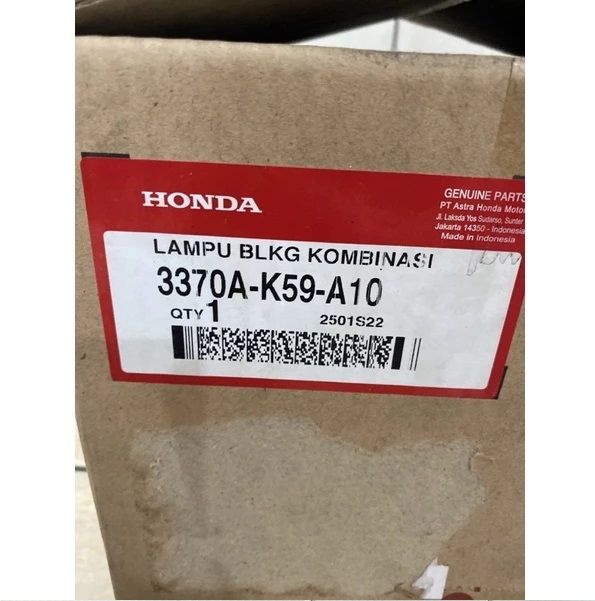 HONDA
GENUINE PARTS
PT Astra Honda Motor
Jl. Laksda Yos Sudarso, Sunter
Jakarta 14350 - Indonesia
Made in Indonesia
LAMPU BLKG KOMBINASI
3370A-K59-A10
QTY 1
2501S22